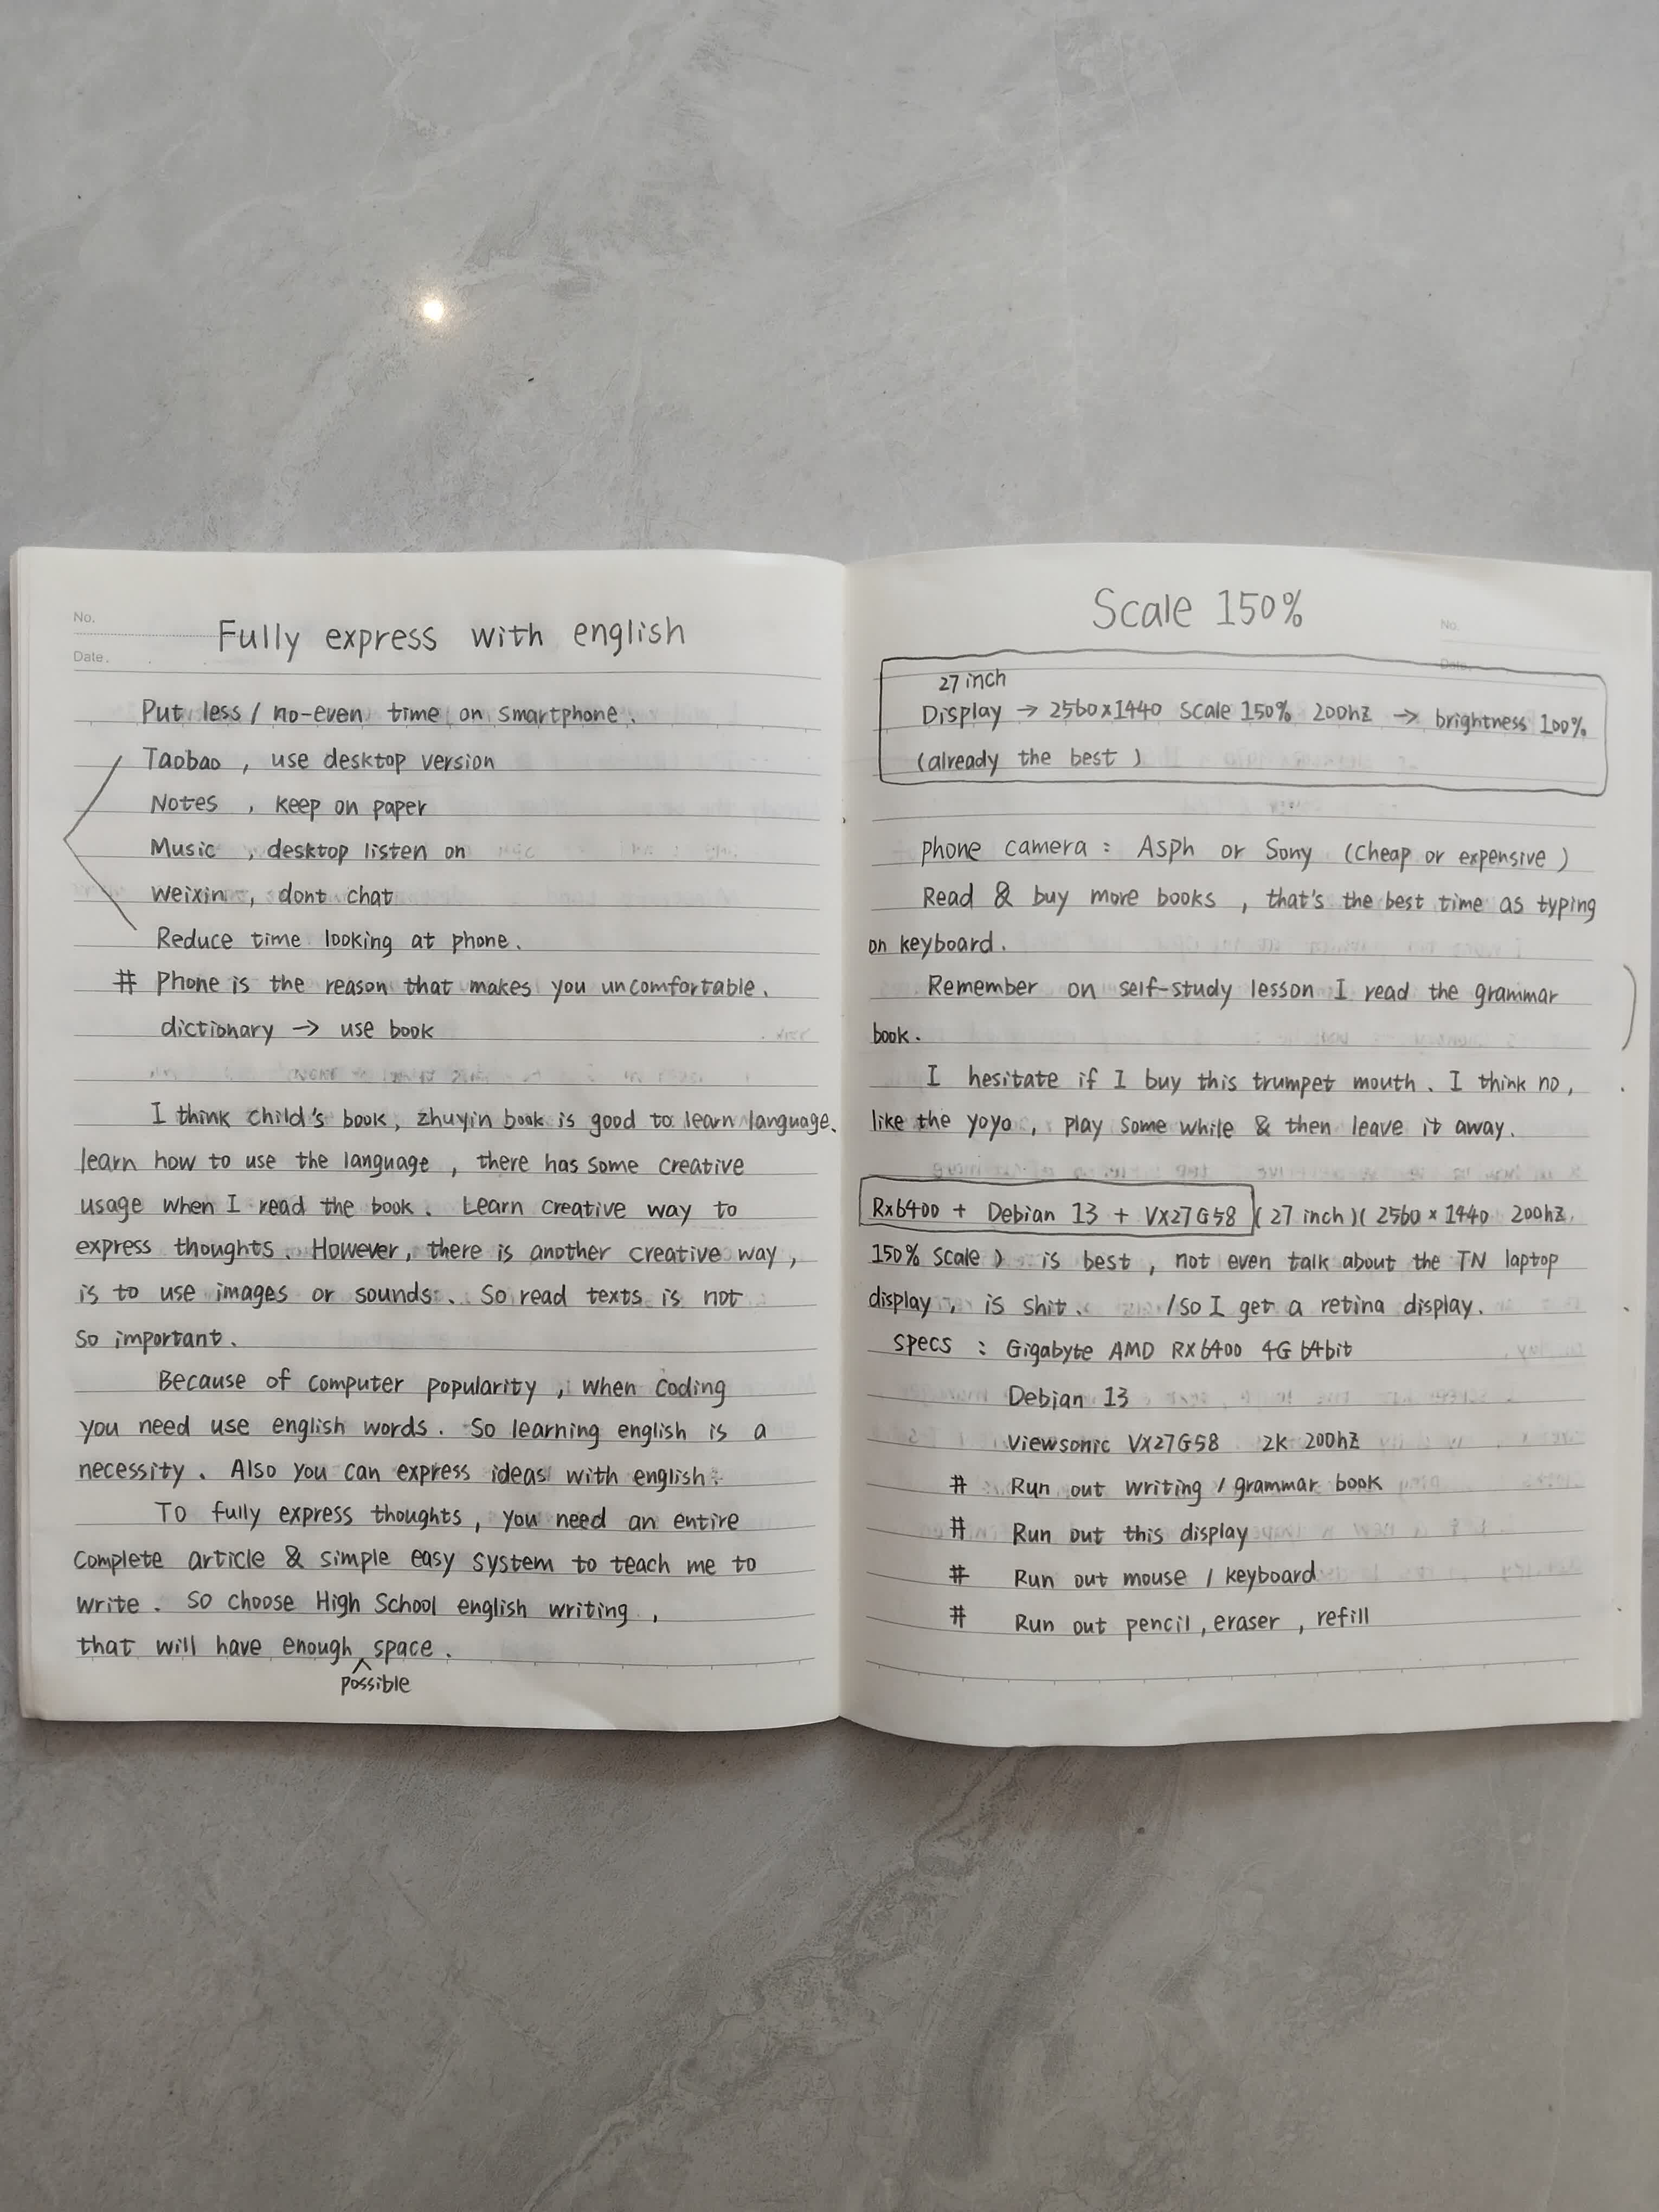 No.
Date.
Fully express with english
Put less / no-even time on smartphone.
Taobao , use desktop version
Notes , keep on paper
Music , desktop listen on
weixin , dont chat
Reduce time looking at phone.
# Phone is the reason that makes you uncomfortable.
dictionary → use book
I think child's book, zhuyin book is good to learn language.
learn how to use the language , there has some creative
usage when I read the book. Learn creative way to
express thoughts. However, there is another creative way,
is to use images or sounds. So read texts is not
so important.
Because of computer popularity , when coding
you need use english words. So learning english is a
necessity. Also you can express ideas with english.
To fully express thoughts, you need an entire
complete article & simple easy system to teach me to
write. So choose High School english writing ,
that will have enough ^ space.
possible
Scale 150%
No.
Date.
27 inch
Display → 2560x1440 Scale 150% 200hz → brightness 100%
(already the best )
phone camera : Asph or Sony (cheap or expensive )
Read & buy more books , that's the best time as typing
on keyboard.
Remember on self-study lesson I read the grammar
book.
I hesitate if I buy this trumpet mouth. I think no,
like the yoyo , play some while & then leave it away.
Rx6400 + Debian 13 + VX27G58 (27 inch)( 2560 × 1440 200hz
150% scale ) is best , not even talk about the TN laptop
display , is shit. /so I get a retina display.
specs : Gigabyte AMD RX6400 4G 64bit
Debian 13
Viewsonic VX27G58 2k 200hz
# Run out writing / grammar book
# Run out this display
# Run out mouse / keyboard
# Run out pencil, eraser , refill